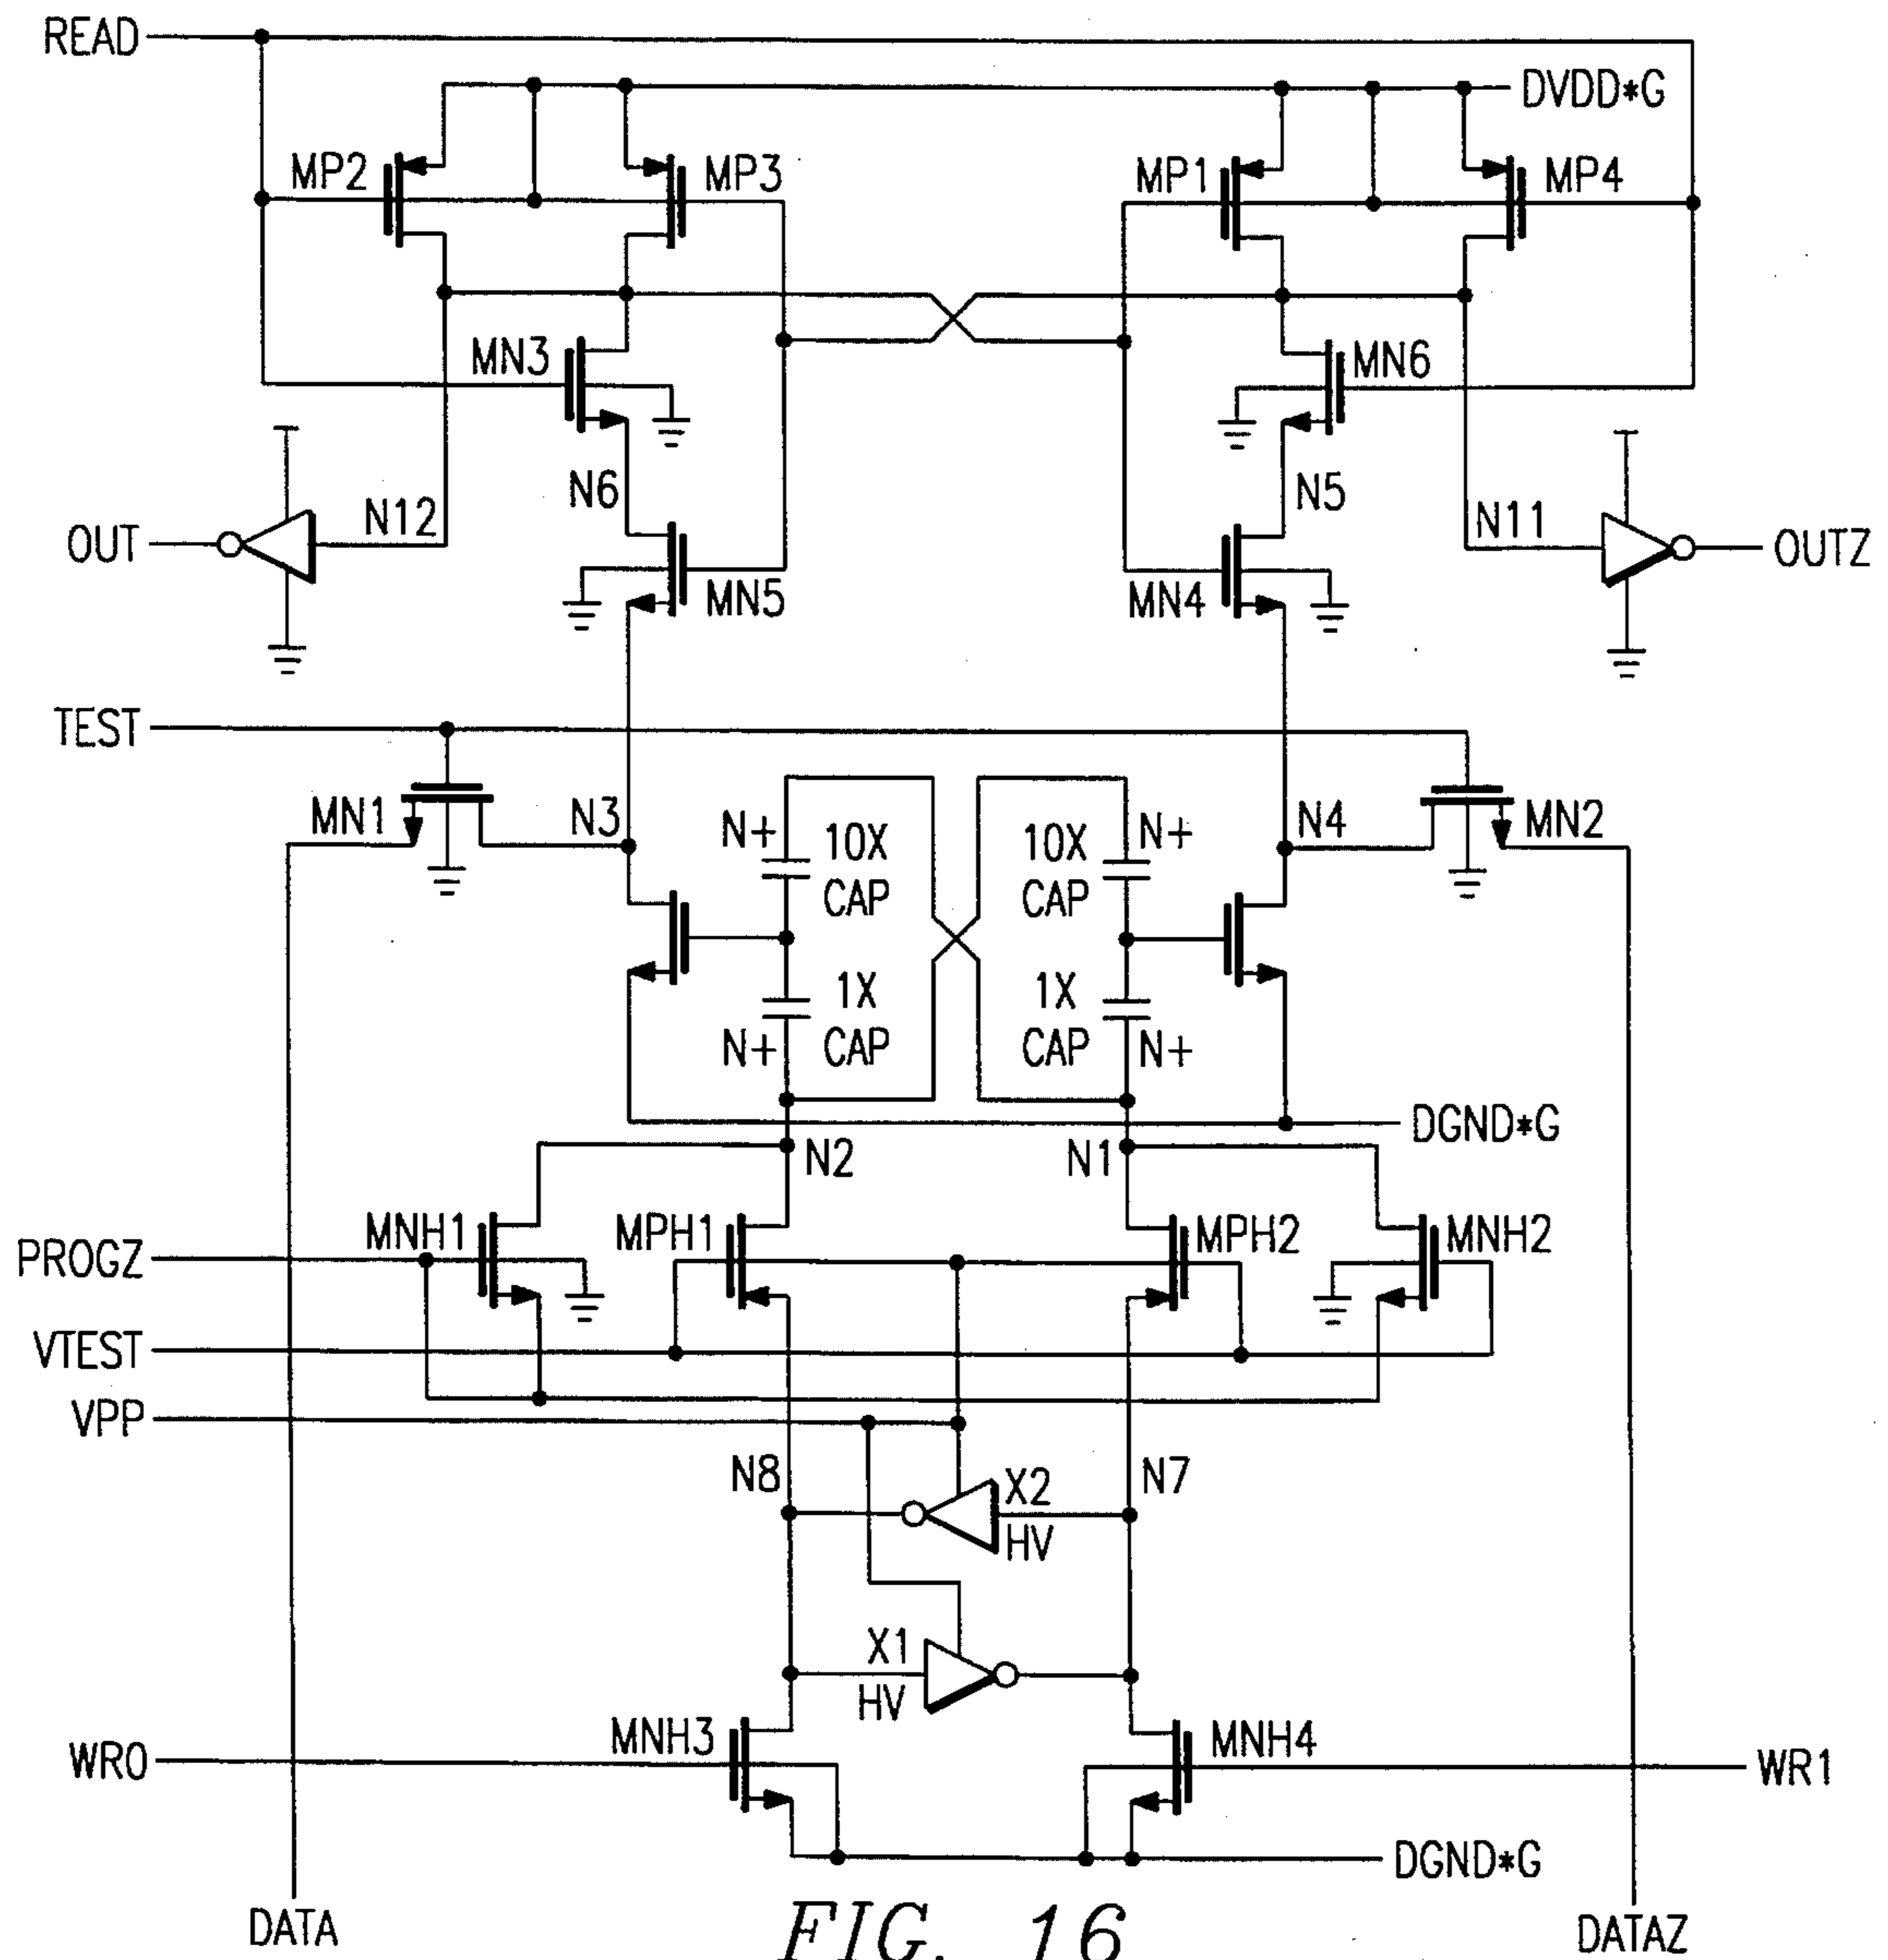 READ
DVDD*G
MP2
MP3
MP1
MP4
MN3
MN6
N6
N5
OUT
N12
N11
OUTZ
MN5
MN4
TEST
MN1
N3
N+
10X
CAP
10X
CAP
N+
N4
MN2
1X
CAP
N+
1X
CAP
N+
DGND*G
N2
N1
MNH1
MPH1
MPH2
MNH2
PROGZ
VTEST
VPP
N8
X2
HV
N7
X1
HV
MNH3
MNH4
WR0
WR1
DGND*G
DATA
FIG. 16
DATAZ